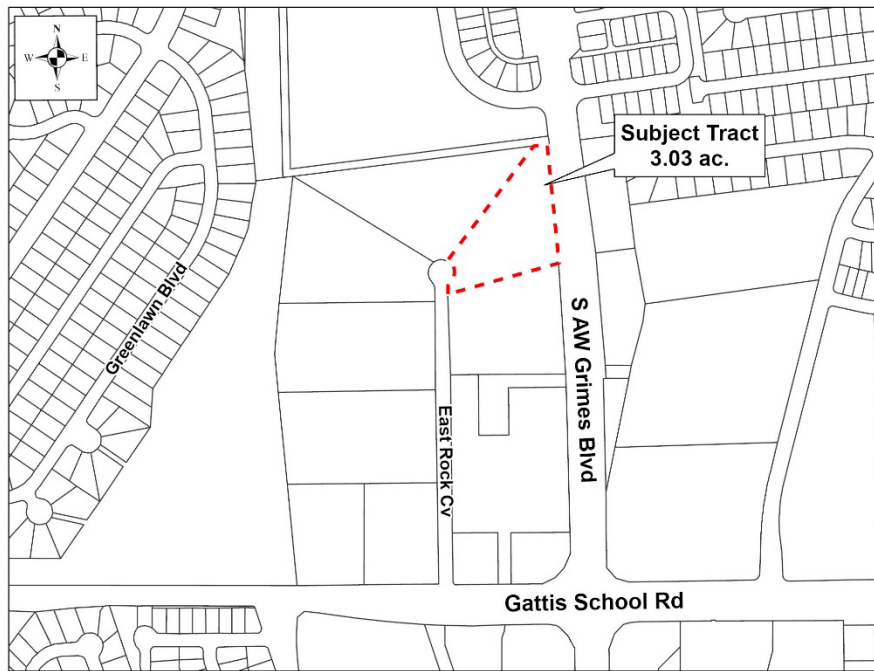 N
W E
S
Subject Tract
3.03 ac.
Greenlawn Blvd
East Rock Cv
S AW Grimes Blvd
Gattis School Rd